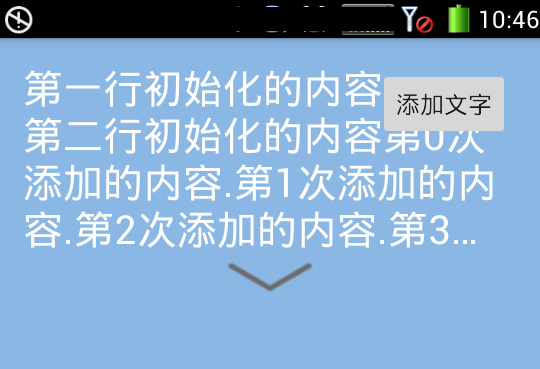 10:46
第一行初始化的内容
添加文字
第二行初始化的内容第0次
添加的内容.第1次添加的内
容.第2次添加的内容.第3...